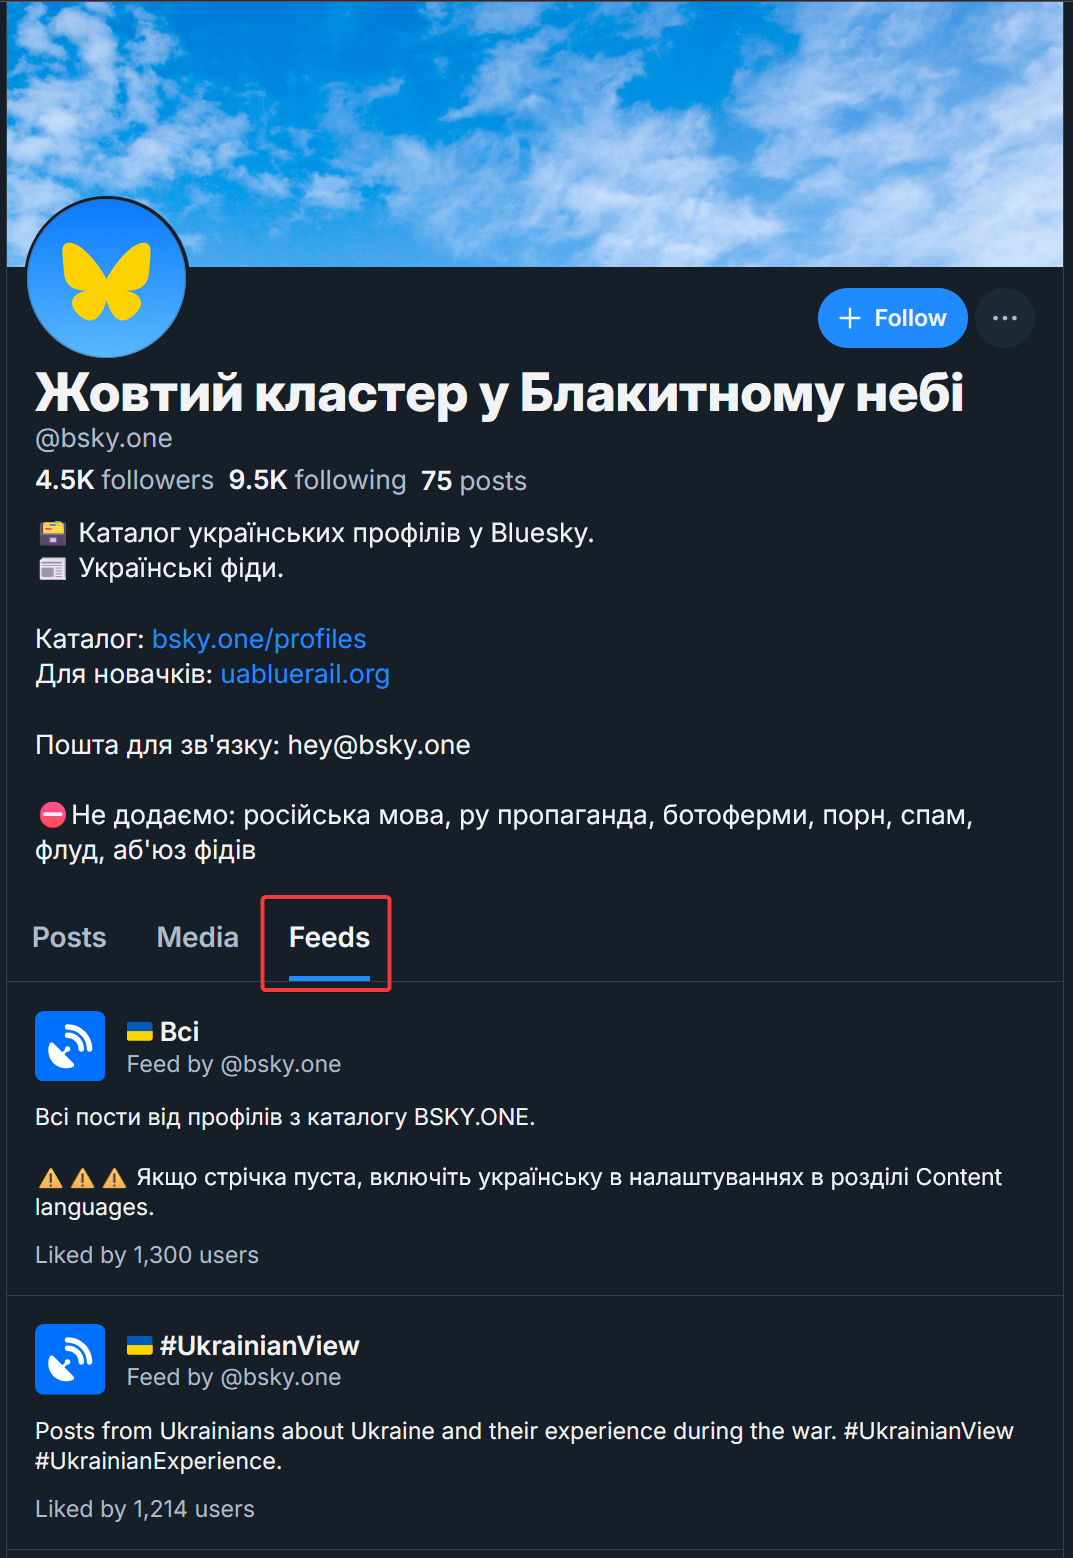 Follow
Жовтий кластер у Блакитному небі
@bsky.one
4.5K followers 9.5K following 75 posts
🗃️ Каталог українських профілів у Bluesky.
📰 Українські фіди.
Каталог: bsky.one/profiles
Для новачків: uabluerail.org
Пошта для зв'язку: hey@bsky.one
⛔Не додаємо: російська мова, ру пропаганда, ботоферми, порн, спам,
флуд, аб'юз фідів
Posts Media Feeds
🇺🇦 Всі
Feed by @bsky.one
Всі пости від профілів з каталогу BSKY.ONE.
⚠️⚠️⚠️ Якщо стрічка пуста, включіть українську в налаштуваннях в розділі Content
languages.
Liked by 1,300 users
🇺🇦 #UkrainianView
Feed by @bsky.one
Posts from Ukrainians about Ukraine and their experience during the war. #UkrainianView
#UkrainianExperience.
Liked by 1,214 users